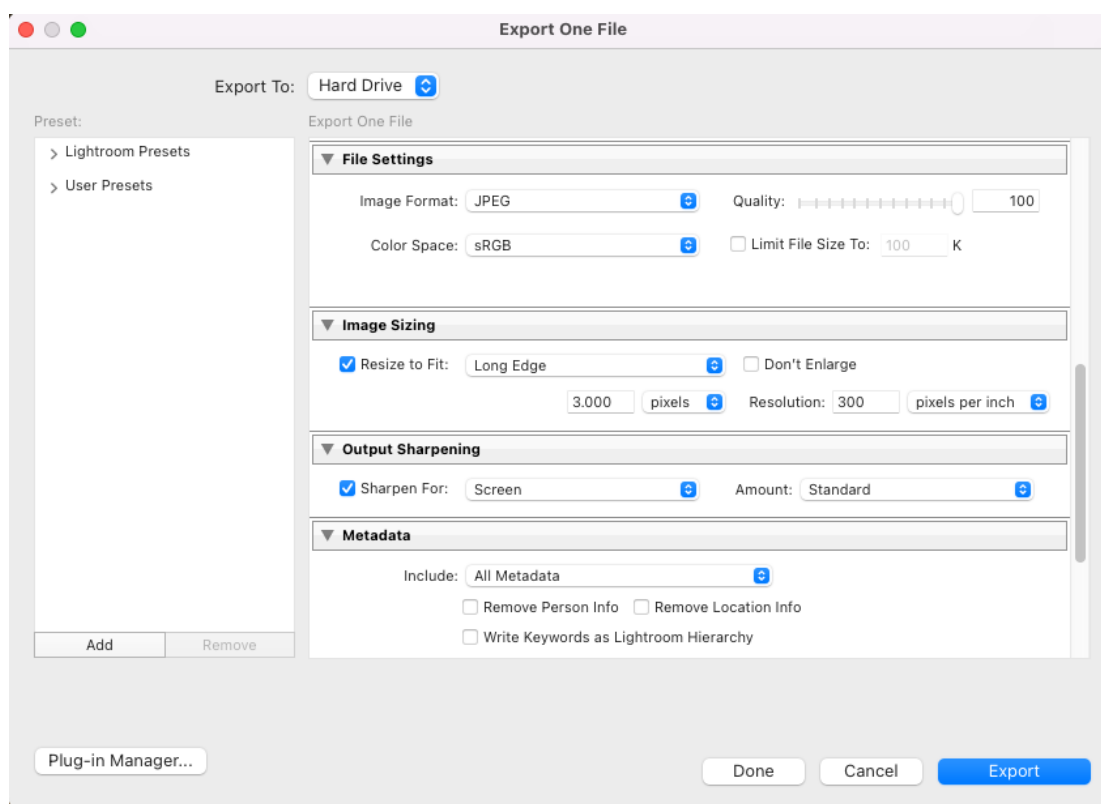 Export One File
Export To: Hard Drive
Preset:
Export One File
Lightroom Presets
User Presets
File Settings
Image Format: JPEG Quality: 100
Color Space: sRGB Limit File Size To: 100 K
Image Sizing
Resize to Fit: Long Edge Don't Enlarge
3.000 pixels Resolution: 300 pixels per inch
Output Sharpening
Sharpen For: Screen Amount: Standard
Metadata
Include: All Metadata
Remove Person Info Remove Location Info
Write Keywords as Lightroom Hierarchy
Add Remove
Plug-in Manager...
Done Cancel Export